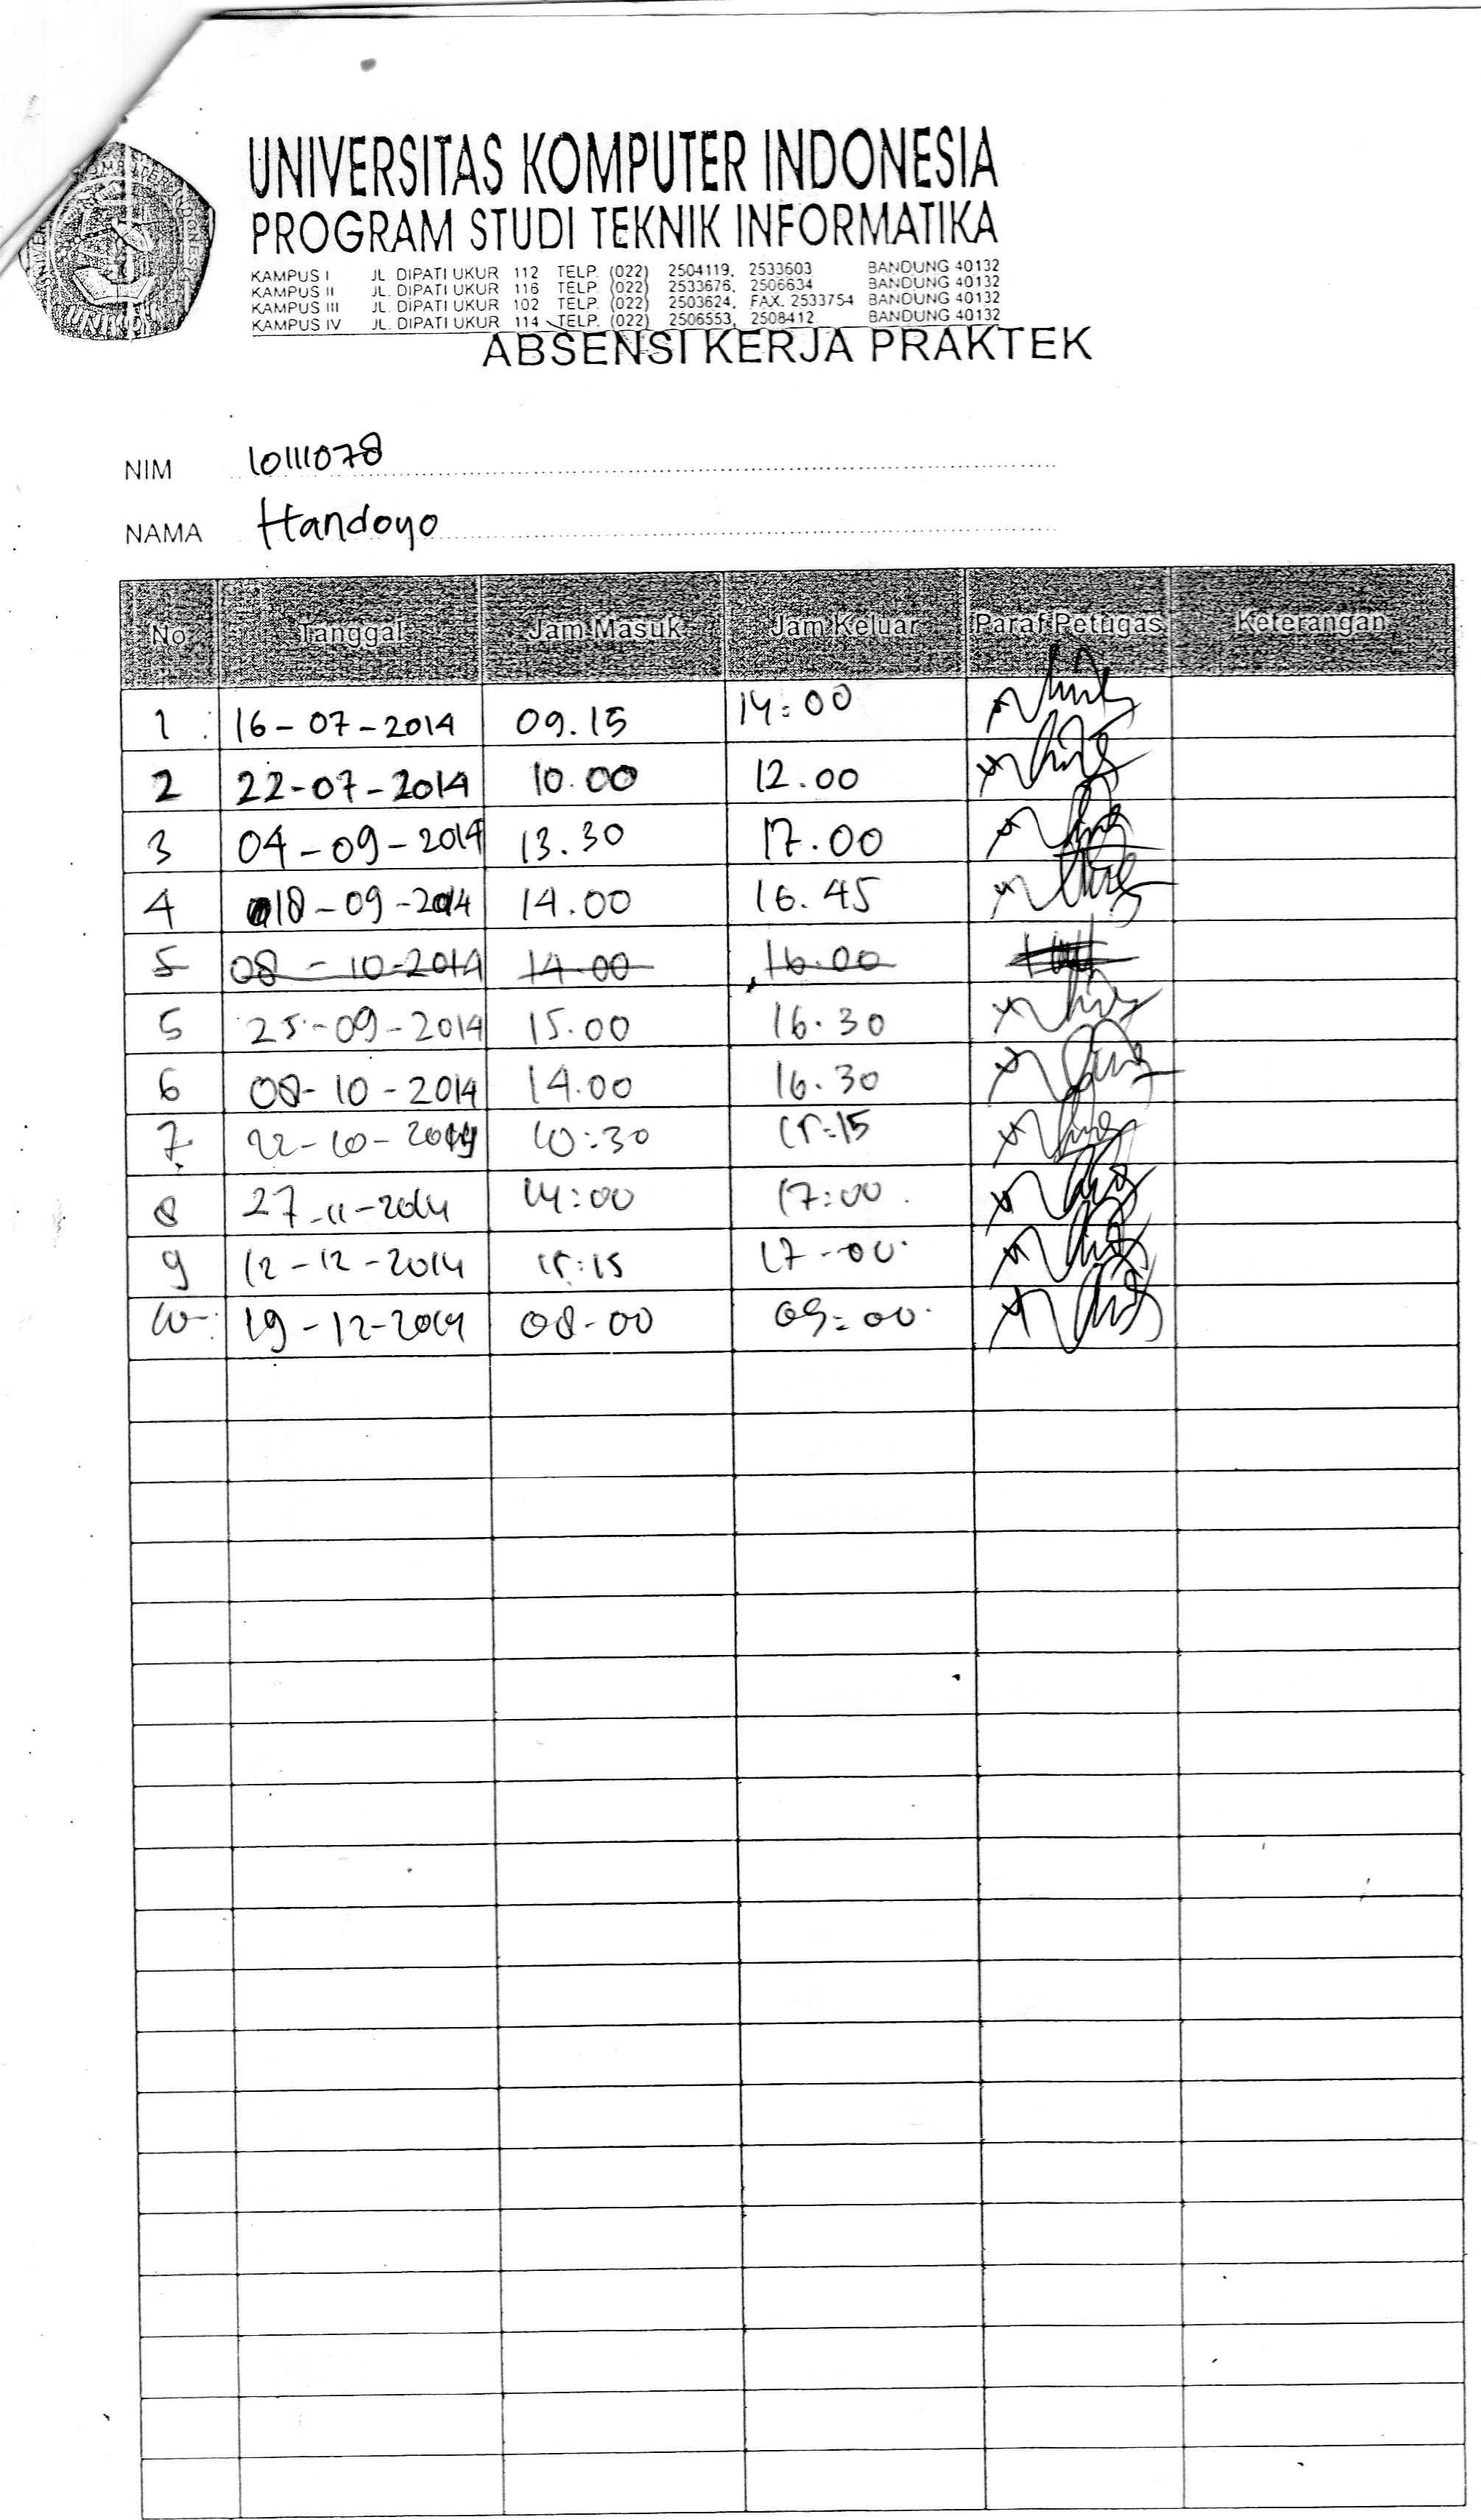 UNIVERSITAS KOMPUTER INDONESIA
PROGRAM STUDI TEKNIK INFORMATIKA
KAMPUS I JL. DIPATI UKUR 112 TELP. (022) 2504119, 2533603 BANDUNG 40132
KAMPUS II JL. DIPATI UKUR 116 TELP. (022) 2533676, 2506634 BANDUNG 40132
KAMPUS III JL. DIPATI UKUR 102 TELP. (022) 2503624, FAX. 2533754 BANDUNG 40132
KAMPUS IV JL. DIPATI UKUR 114 TELP. (022) 2506553, 2508412 BANDUNG 40132
UNIKOM
ABSENSI KERJA PRAKTEK
NIM 10111078
NAMA Handoyo
No Tanggal Jam Masuk Jam Keluar Paraf Petugas Keterangan
1 16-07-2014 09.15 14:00
2 22-07-2014 10.00 12.00
3 04-09-2014 13.30 17.00
4 18-09-2014 14.00 16.45
5 08-10-2014 14.00 16.00
5 25-09-2014 15.00 16.30
6 08-10-2014 14.00 16.30
7. 22-10-2014 10:30 15:15
8 27-11-2014 14:00 17:00
9 12-12-2014 15:15 17-00
10 19-12-2014 08-00 09:00